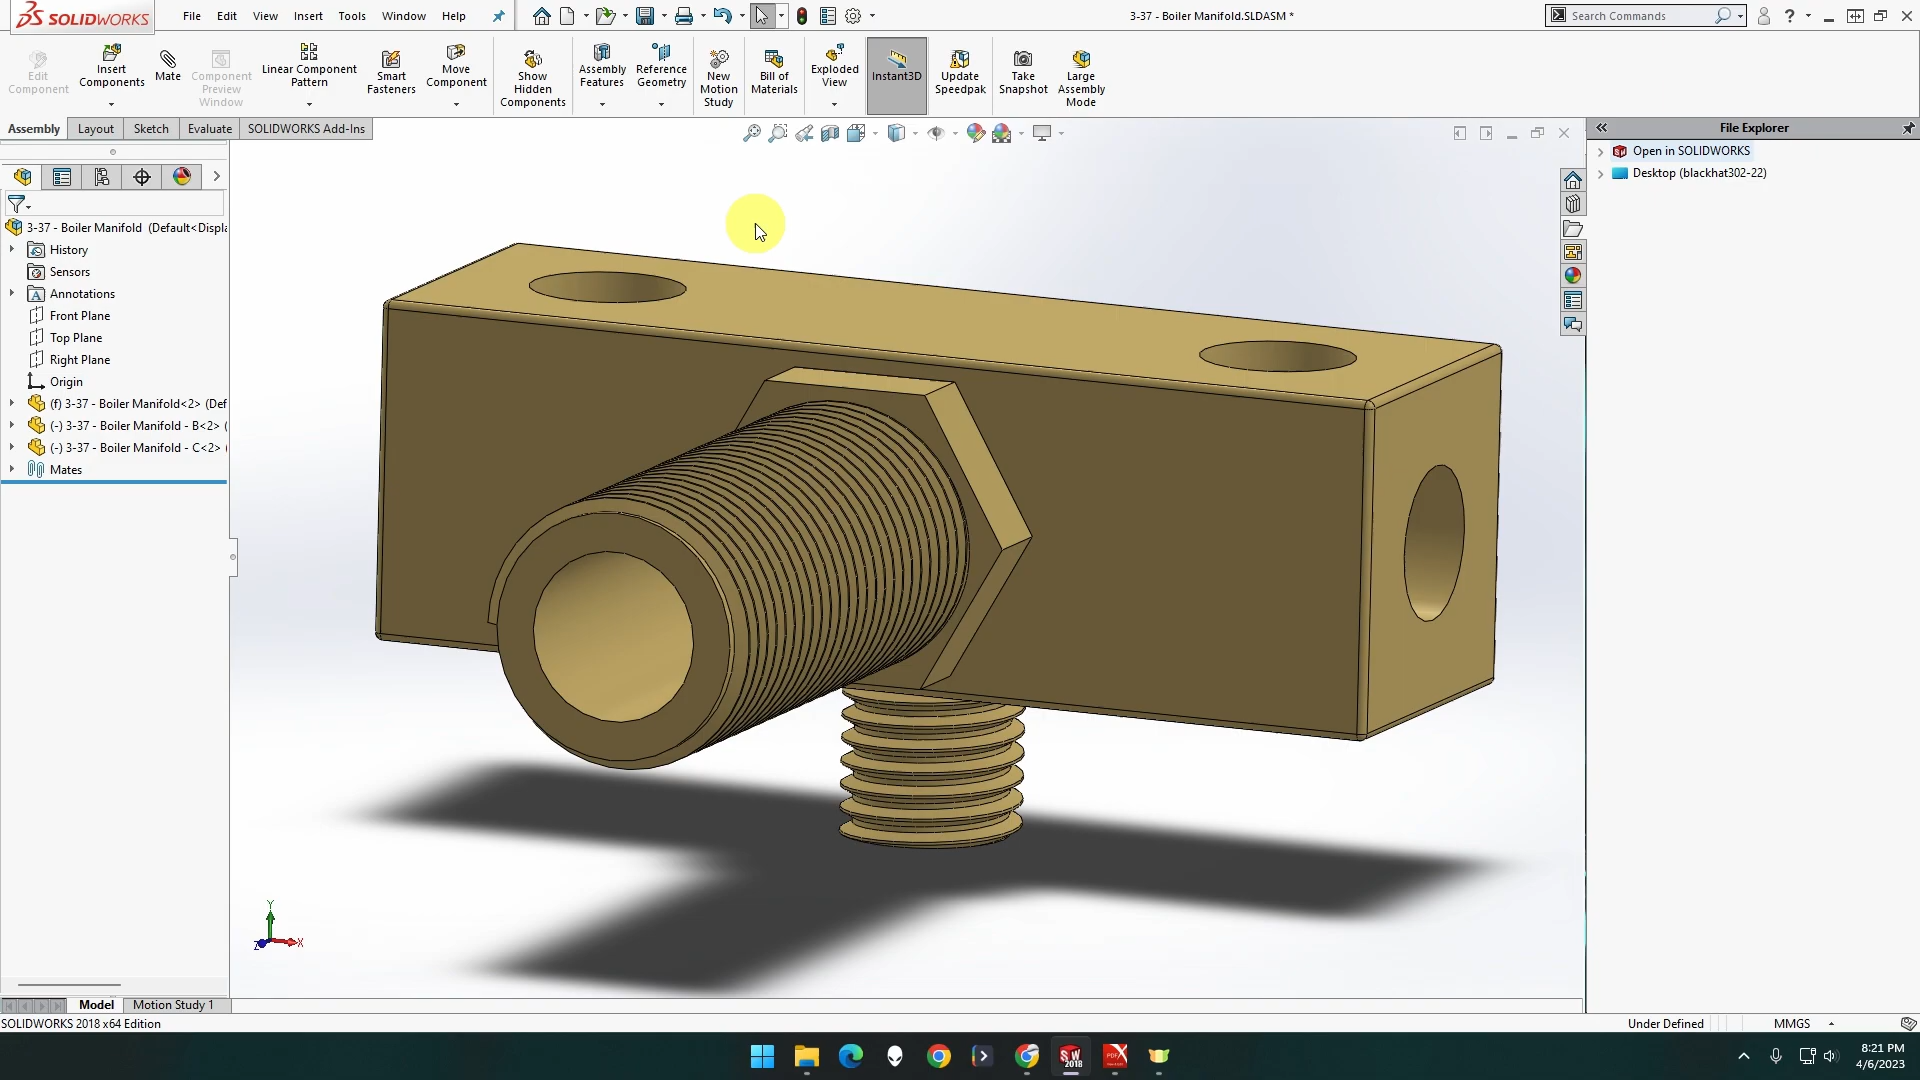 SOLIDWORKS File Edit View Insert Tools Window Help
3-37 - Boiler Manifold.SLDASM *
Search Commands
Edit Component
Insert Components
Mate
Component Preview Window
Linear Component Pattern
Smart Fasteners
Move Component
Show Hidden Components
Assembly Features
Reference Geometry
New Motion Study
Bill of Materials
Exploded View
Instant3D
Update Speedpak
Take Snapshot
Large Assembly Mode
Assembly Layout Sketch Evaluate SOLIDWORKS Add-Ins
3-37 - Boiler Manifold (Default<Displa
History
Sensors
Annotations
Front Plane
Top Plane
Right Plane
Origin
(f) 3-37 - Boiler Manifold<2> (Def
(-) 3-37 - Boiler Manifold - B<2> (
(-) 3-37 - Boiler Manifold - C<2> (
Mates
File Explorer
Open in SOLIDWORKS
Desktop (blackhat302-22)
Y
X
Z
Model Motion Study 1
SOLIDWORKS 2018 x64 Edition
Under Defined MMGS
SW 2018
PDF
8:21 PM
4/6/2023